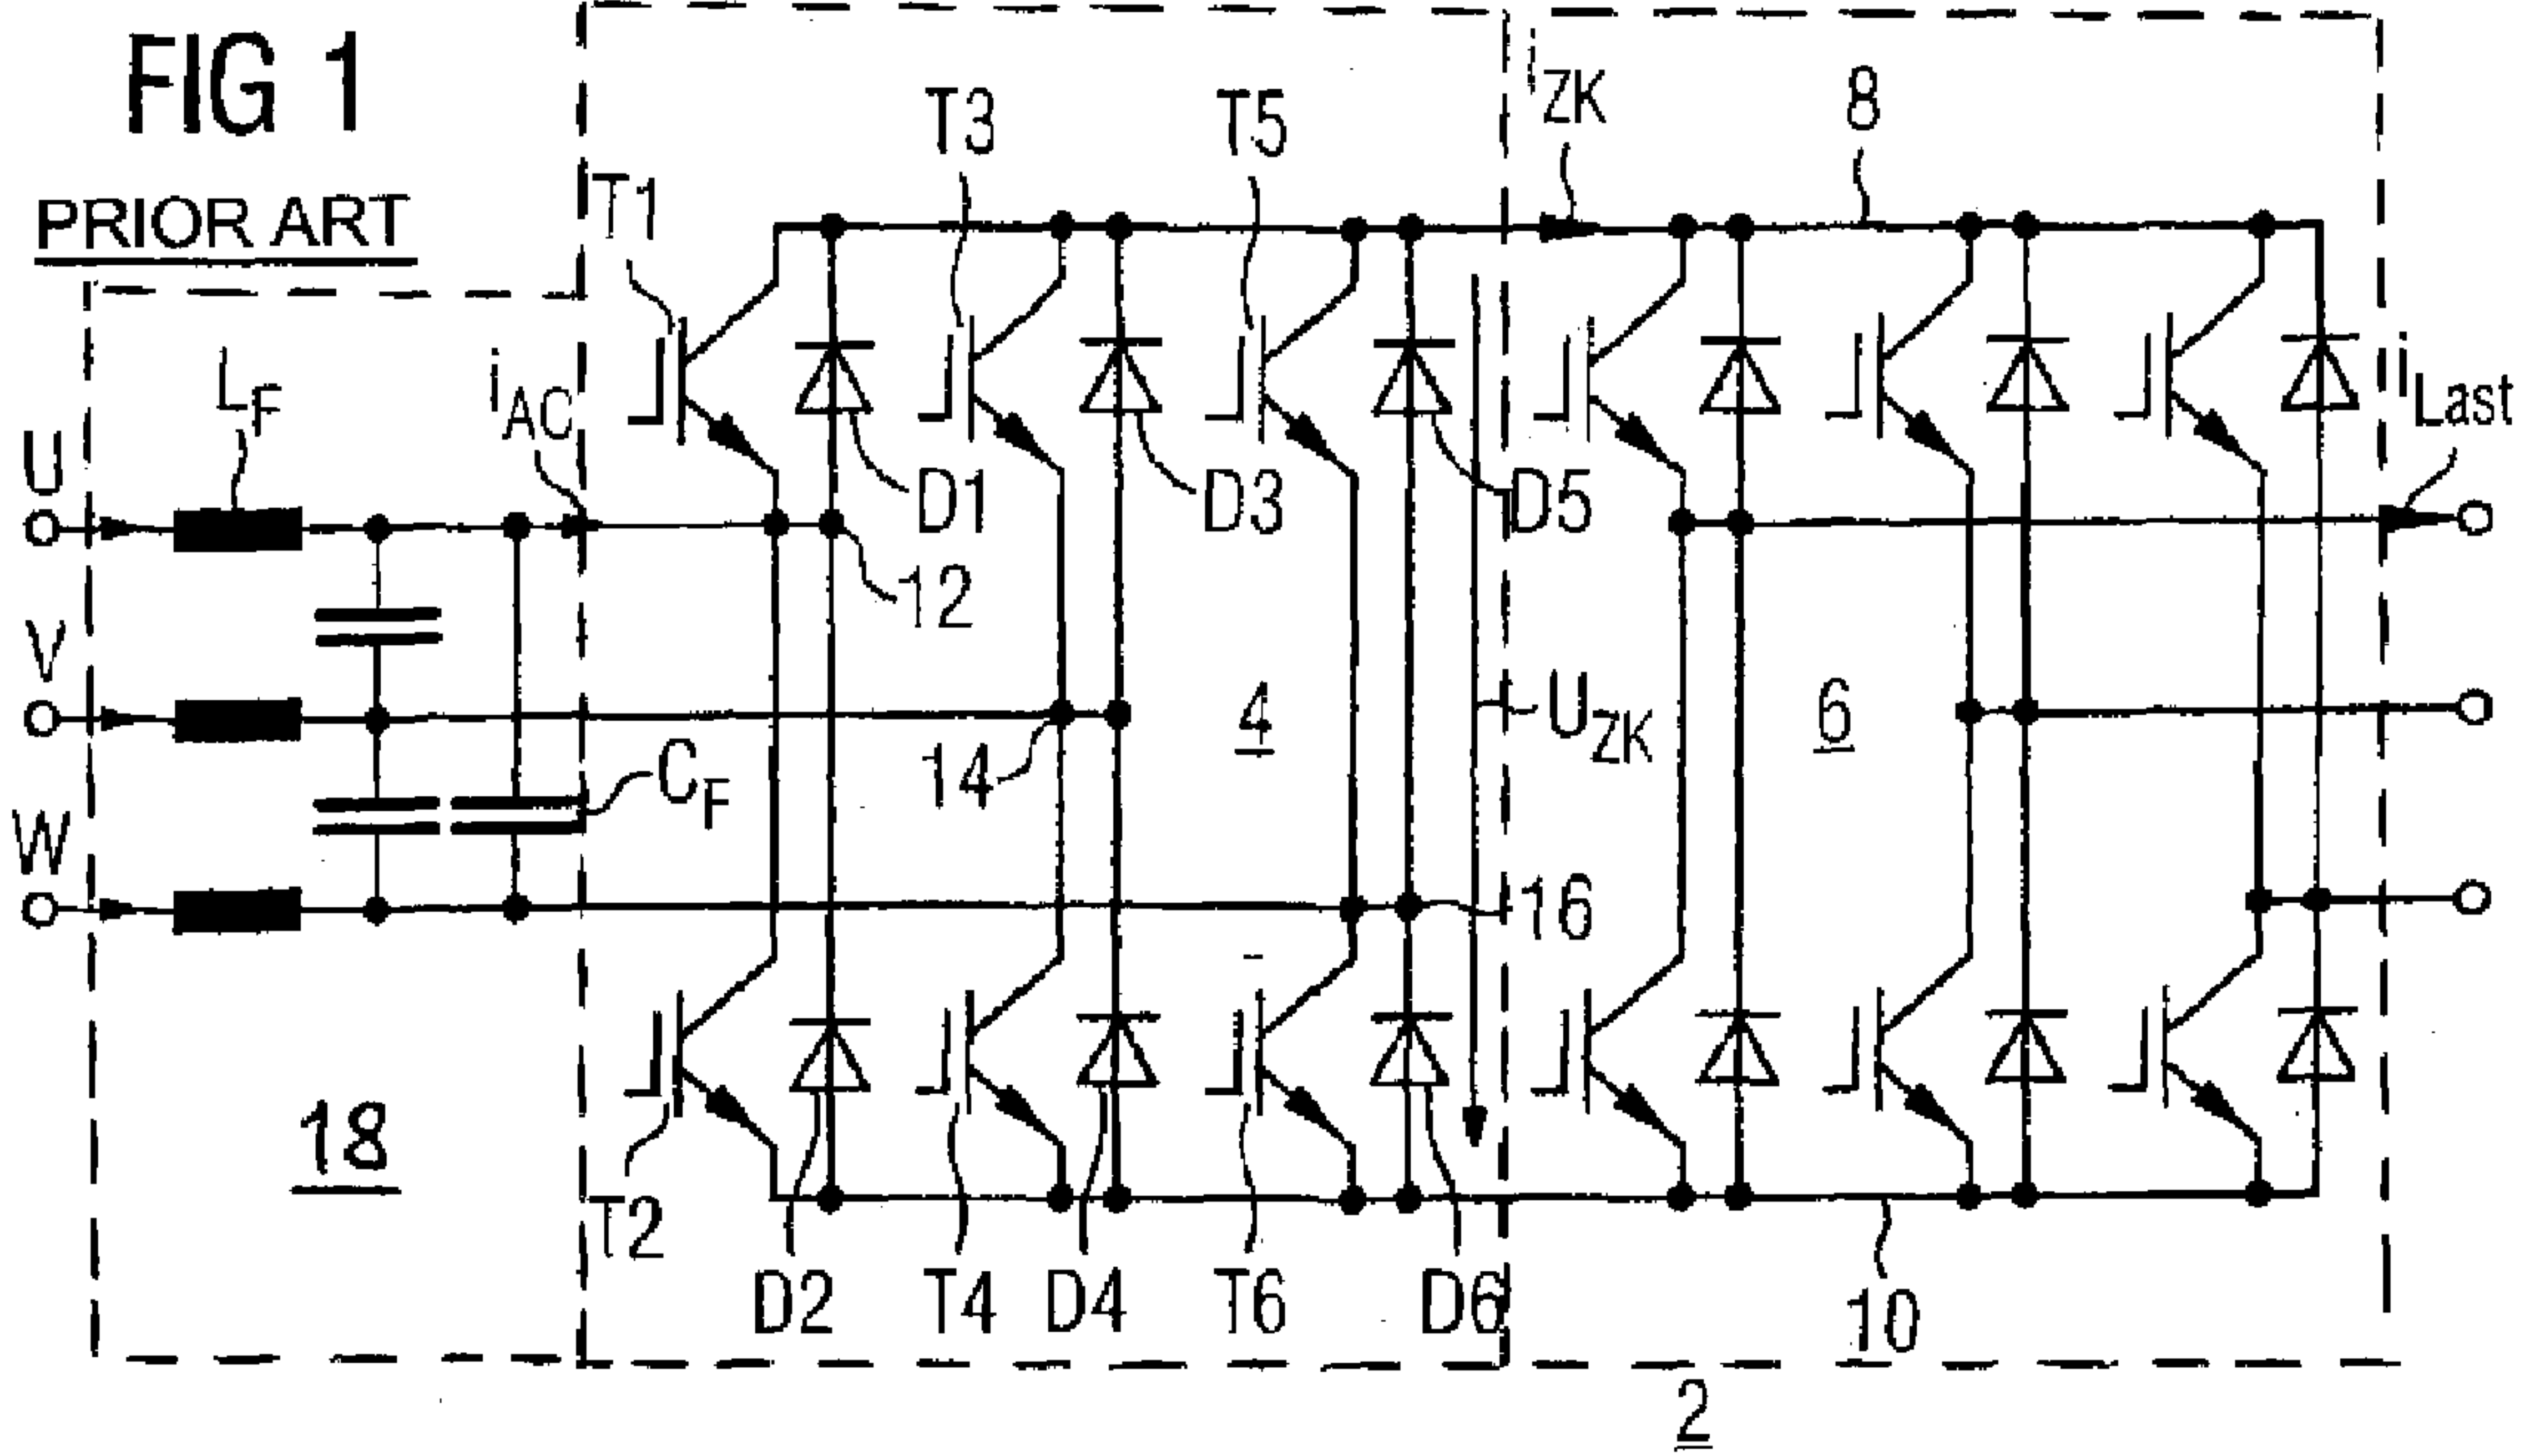 FIG 1
PRIOR ART
T1
T3
T5
iZK
8
LF
iAC
D1
D3
D5
iLast
U
12
V
14
4
UZK
6
CF
W
16
18
T2
D2
T4
D4
T6
D6
10
2